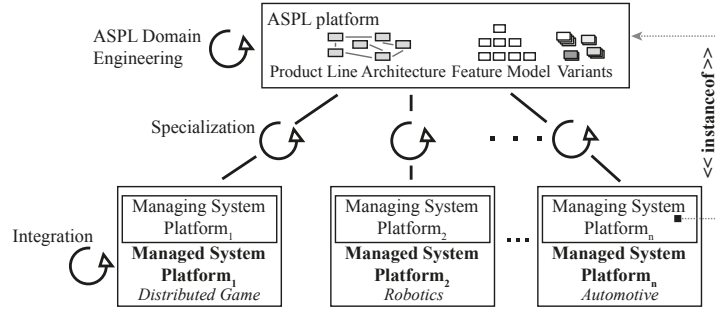 ASPL platform
ASPL Domain
Engineering
Product Line Architecture Feature Model Variants
Specialization
. . .
<< instanceof >>
Managing System
Platform1
Managed System
Platform1
Distributed Game
Managing System
Platform2
Managed System
Platform2
Robotics
...
Managing System
Platformn
Managed System
Platformn
Automotive
Integration